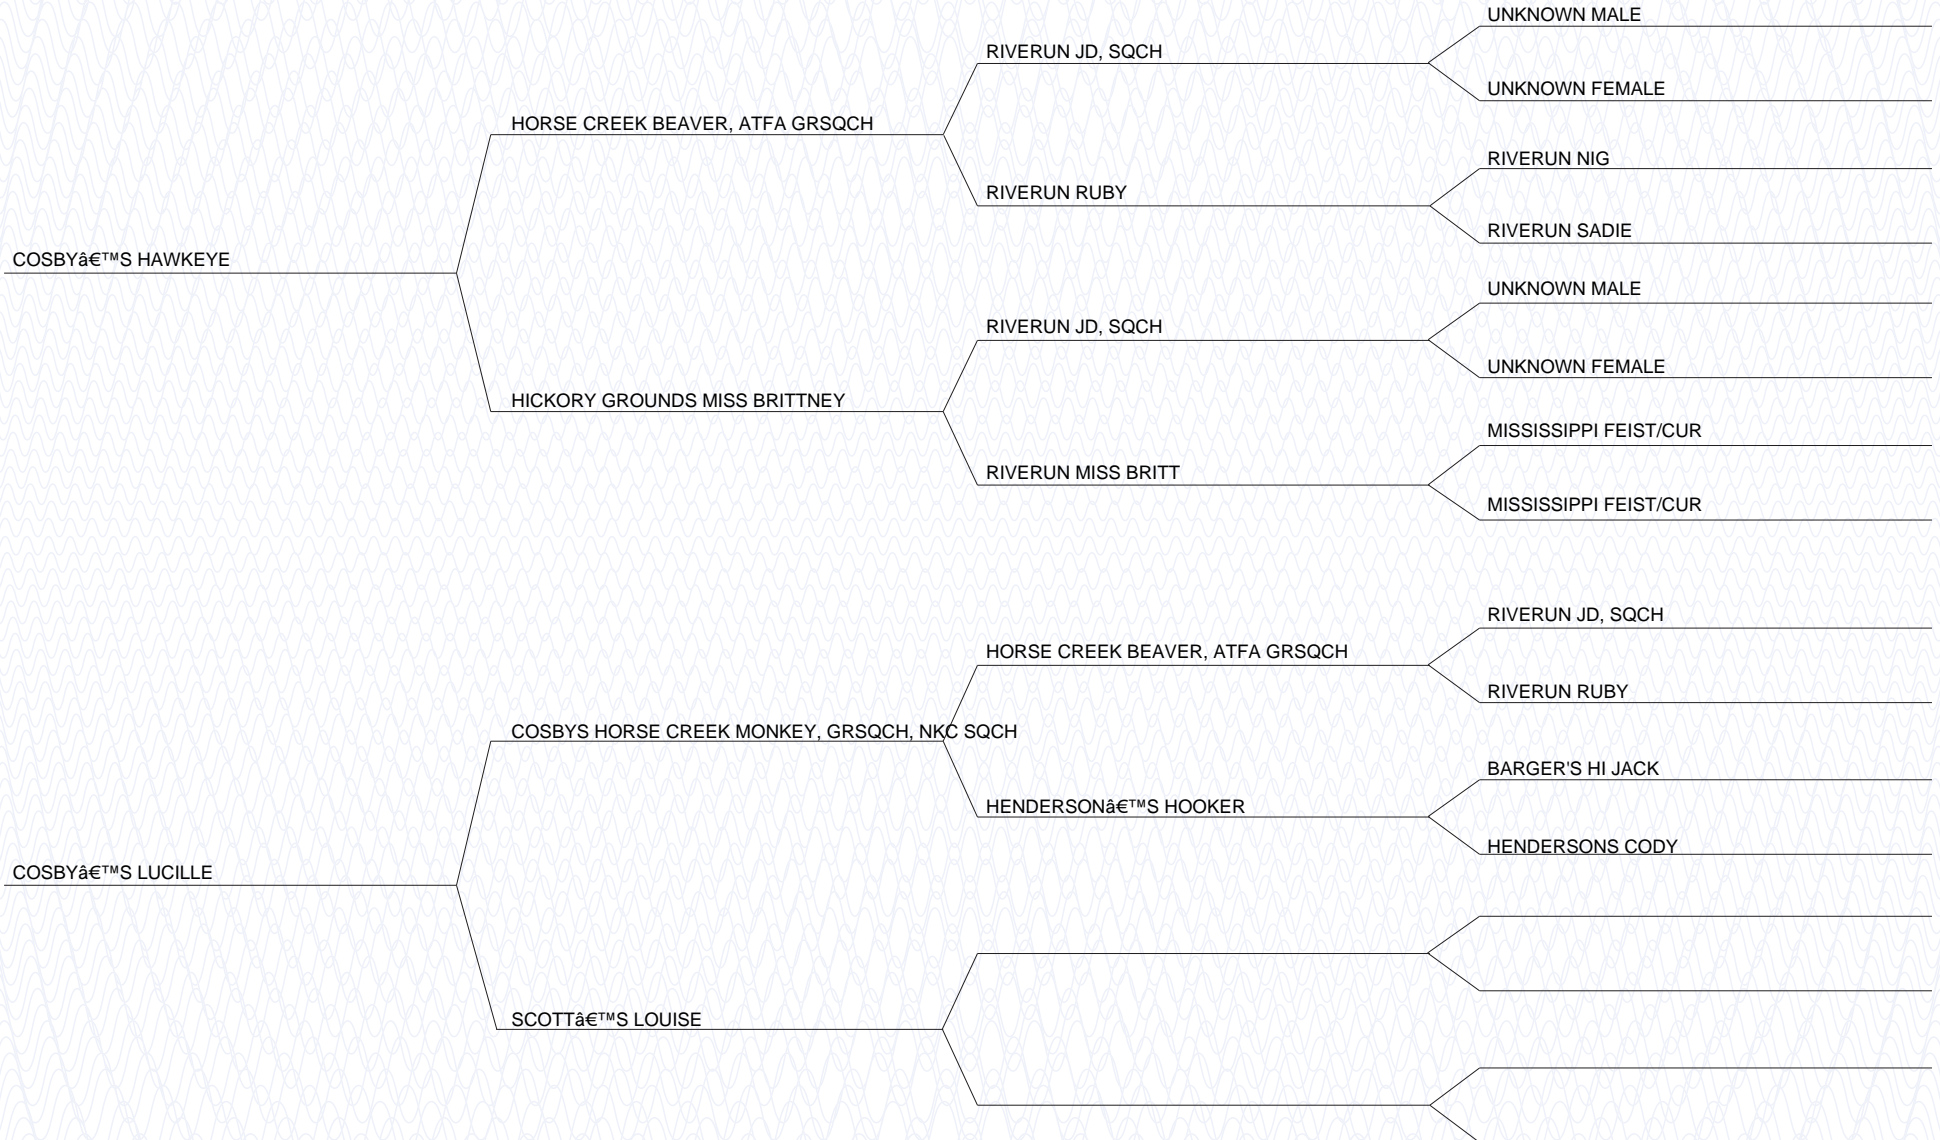 UNKNOWN MALE
RIVERUN JD, SQCH
UNKNOWN FEMALE
HORSE CREEK BEAVER, ATFA GRSQCH
RIVERUN NIG
RIVERUN RUBY
RIVERUN SADIE
COSBYâ€™S HAWKEYE
UNKNOWN MALE
RIVERUN JD, SQCH
UNKNOWN FEMALE
HICKORY GROUNDS MISS BRITTNEY
MISSISSIPPI FEIST/CUR
RIVERUN MISS BRITT
MISSISSIPPI FEIST/CUR
RIVERUN JD, SQCH
HORSE CREEK BEAVER, ATFA GRSQCH
RIVERUN RUBY
COSBYS HORSE CREEK MONKEY, GRSQCH, NKC SQCH
BARGER'S HI JACK
HENDERSONâ€™S HOOKER
HENDERSONS CODY
COSBYâ€™S LUCILLE
SCOTTâ€™S LOUISE